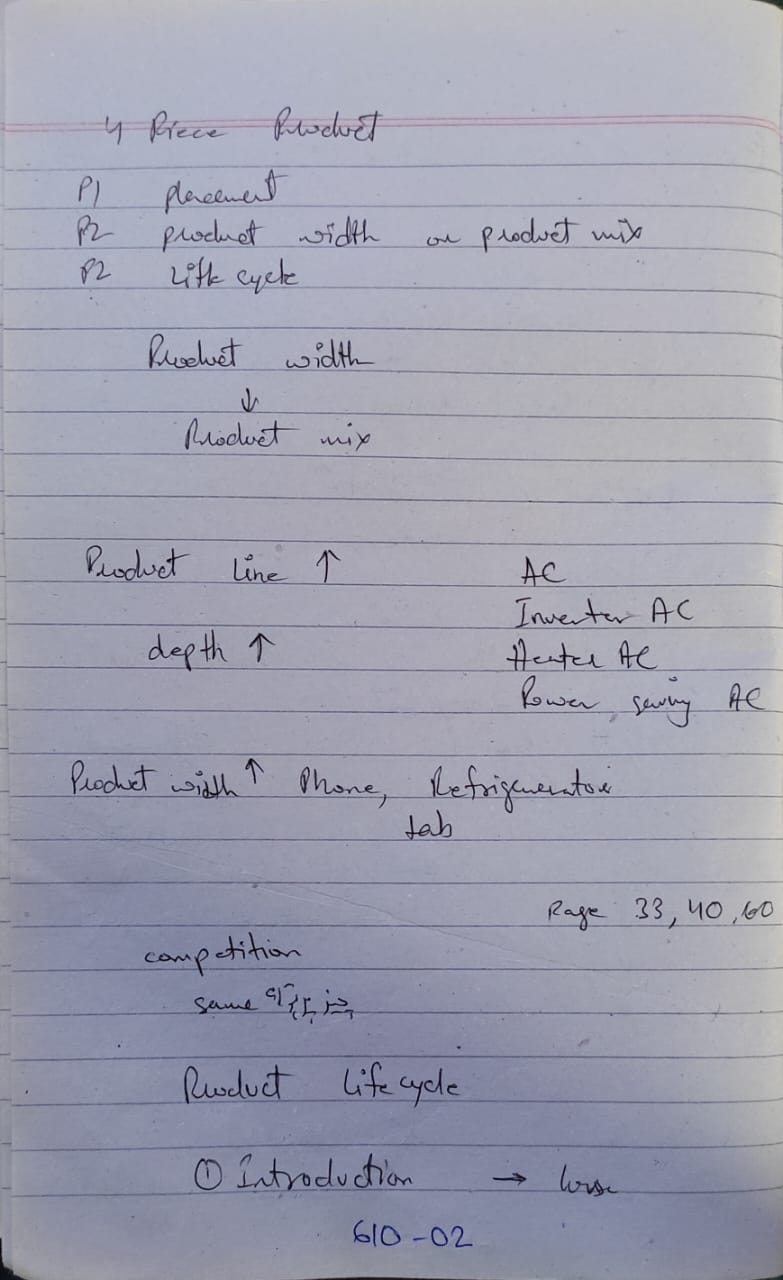 4 Piece Product
P1 placement
P2 product width or product mix
P2 Life cycle
Product width
↓
Product mix
Product Line ↑ AC
Inverter AC
depth ↑ Heater AC
Power saving AC
Product width ↑ Phone, Refrigerator
tab
Page 33, 40, 60
competition
same
Product Life cycle
① Introduction → loose
610-02